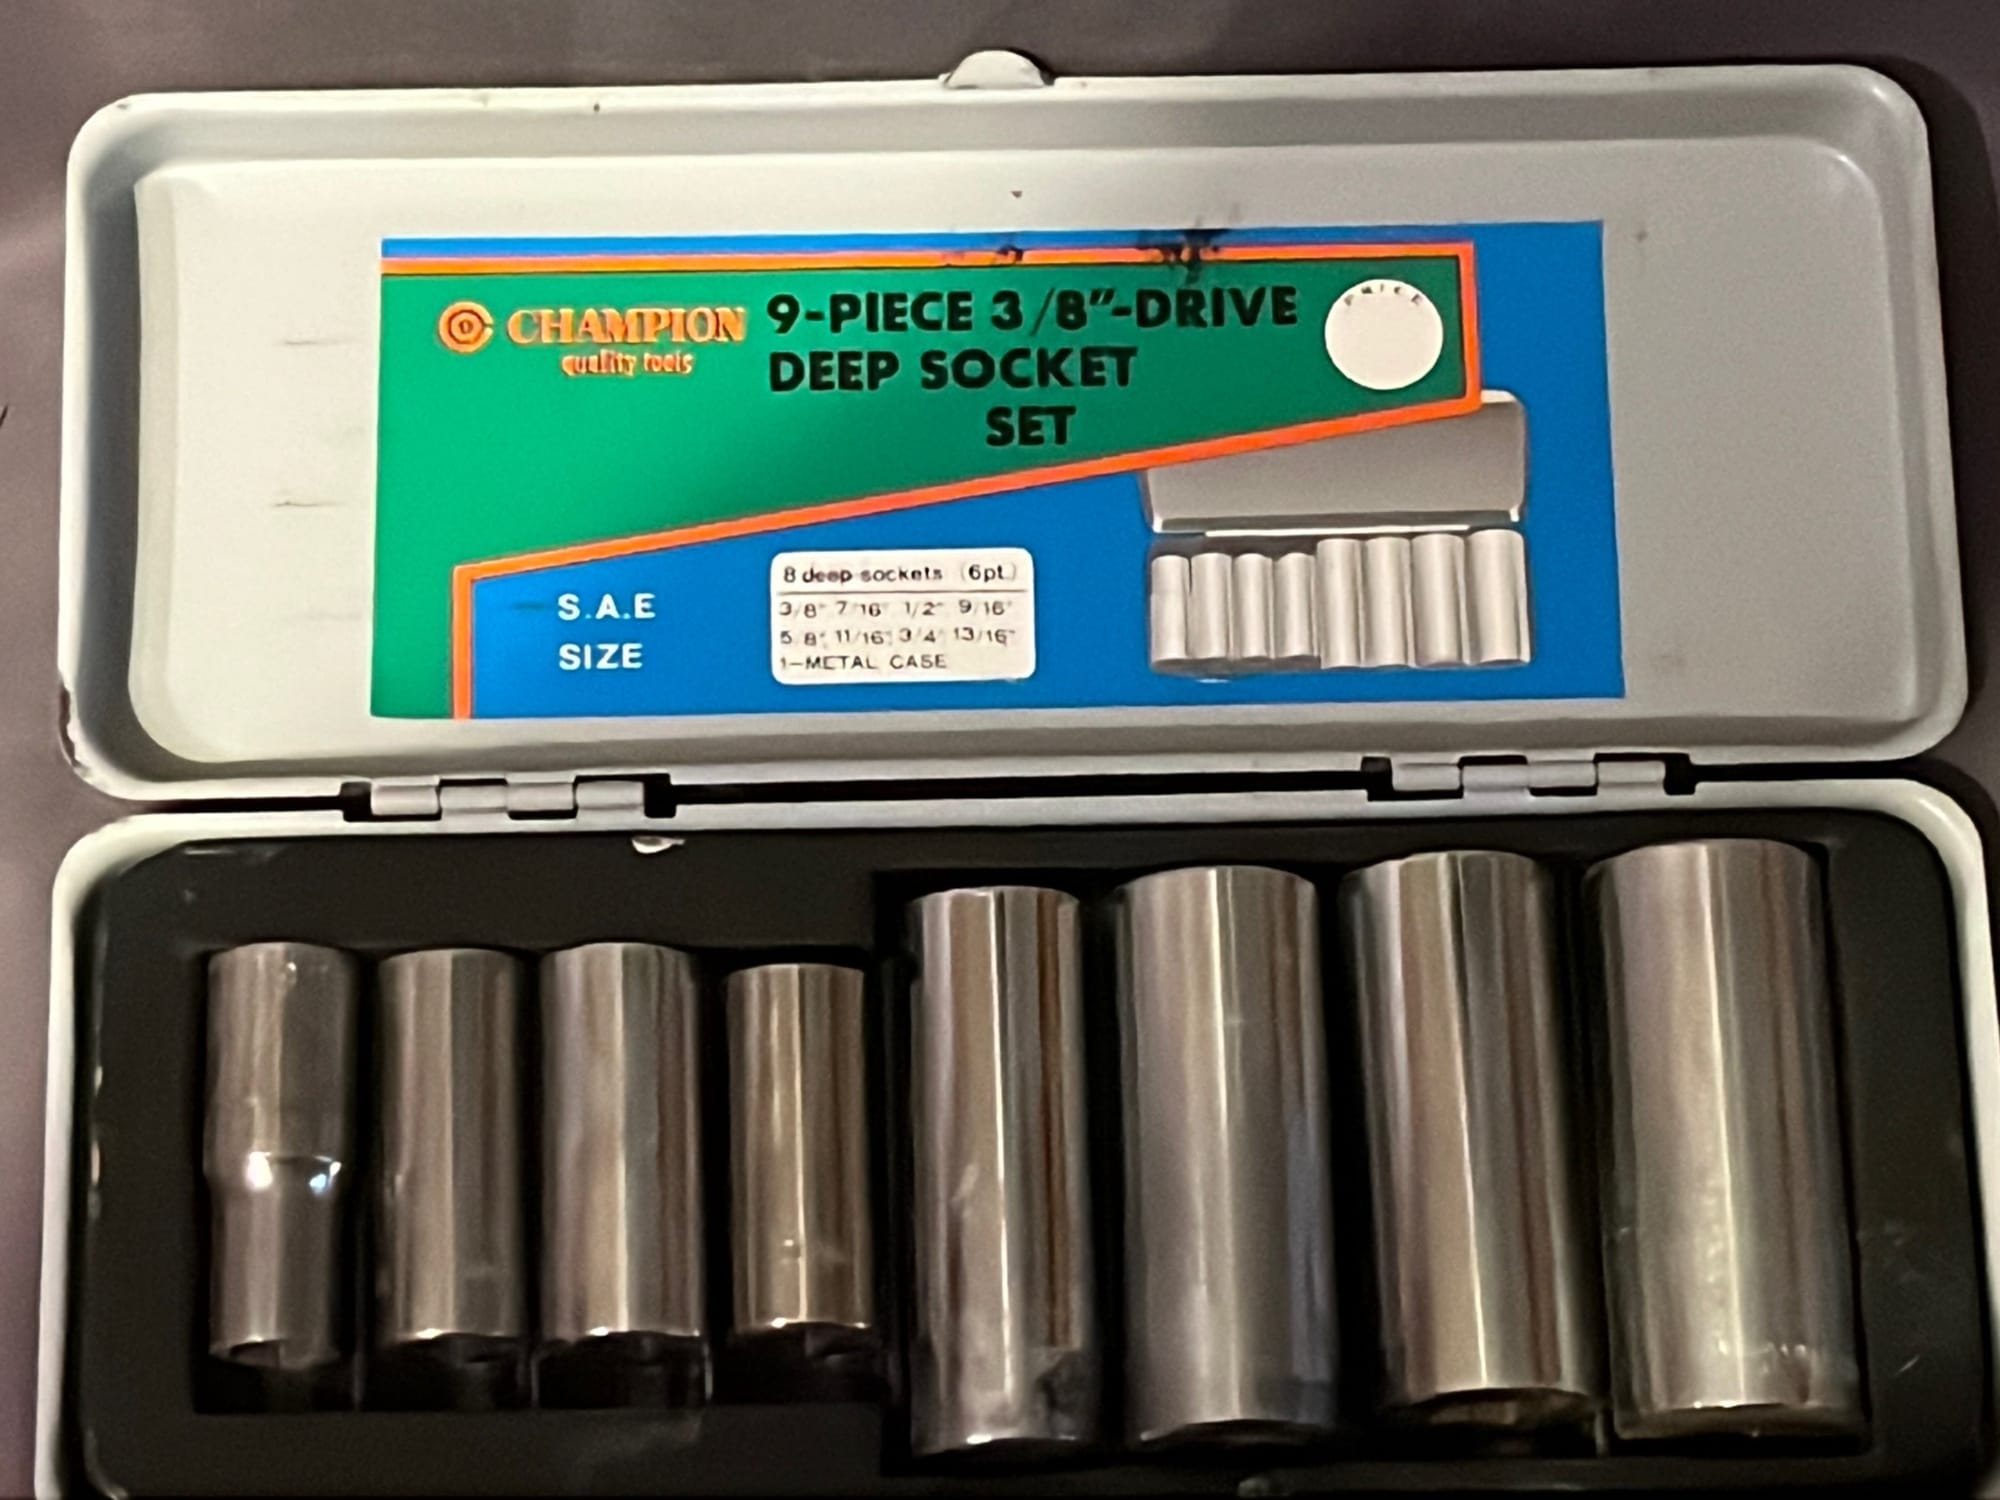 CHAMPION
quality tools
9-PIECE 3/8"-DRIVE
DEEP SOCKET
SET
PRICE
S.A.E
SIZE
8 deep sockets (6pt.)
3/8" 7/16" 1/2" 9/16"
5/8" 11/16" 3/4" 13/16"
1-METAL CASE